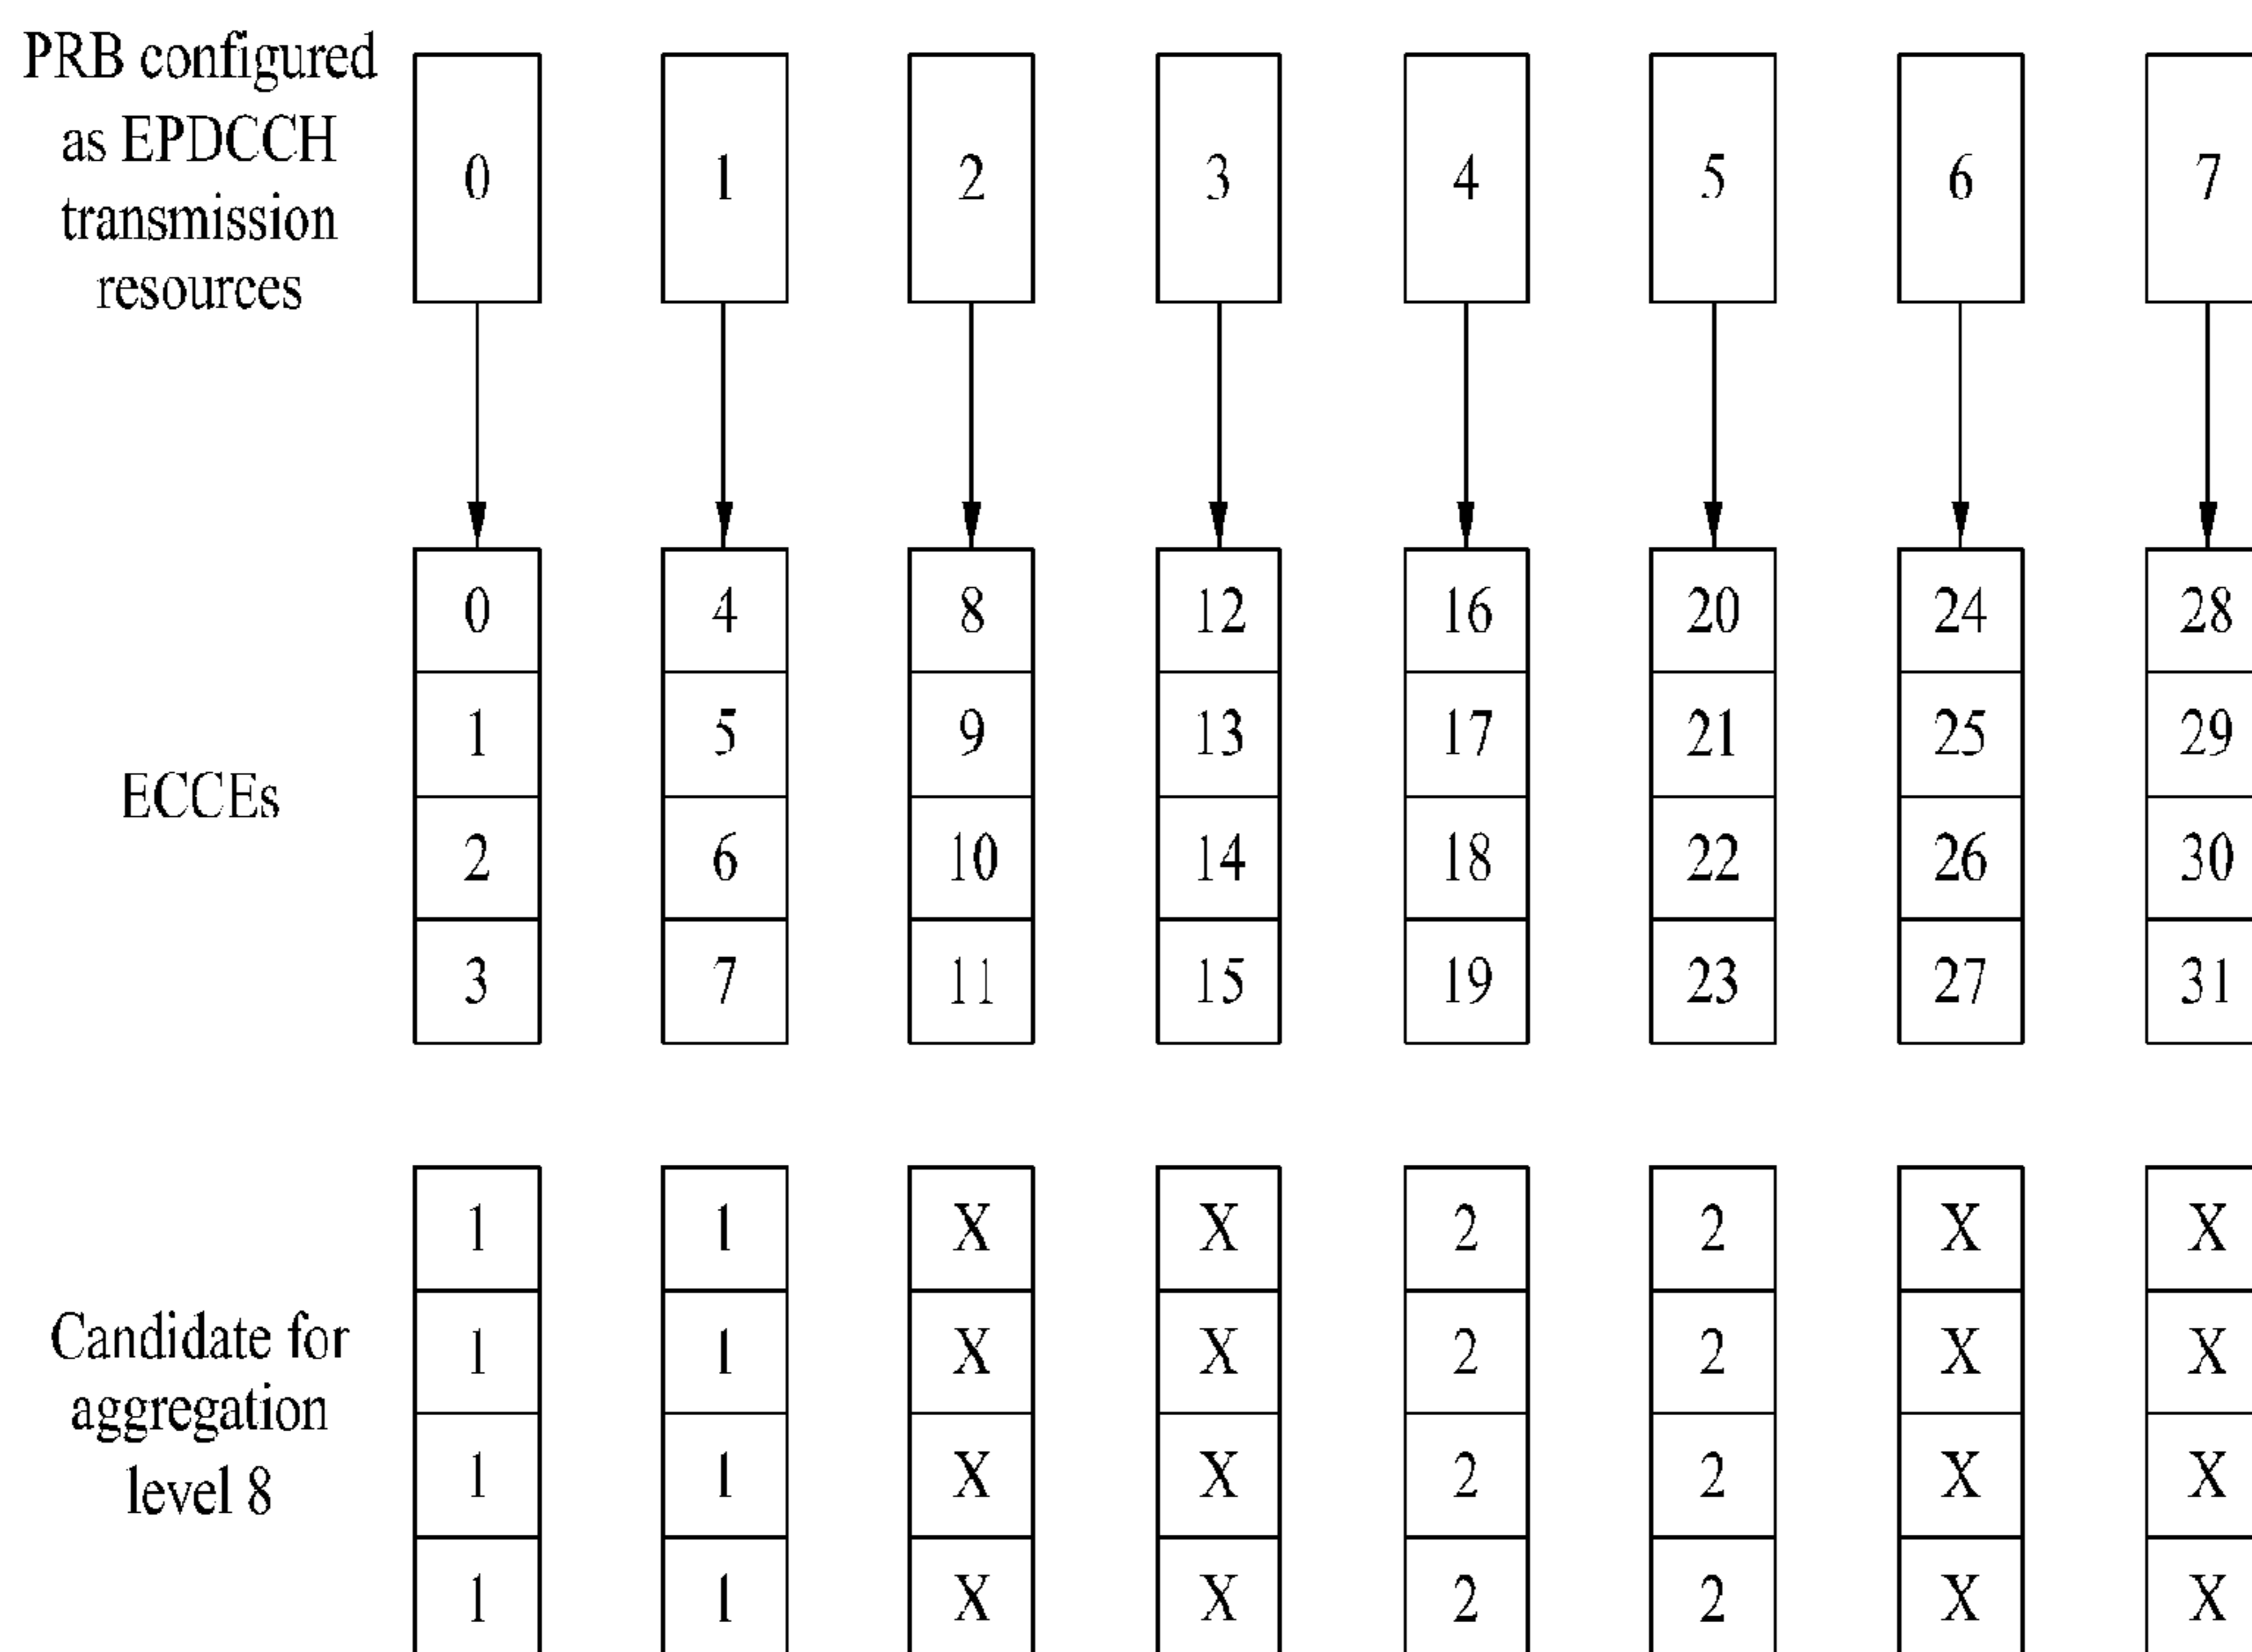 PRB configured
as EPDCCH
transmission
resources
0 1 2 3 4 5 6 7
ECCEs
0 4 8 12 16 20 24 28
1 5 9 13 17 21 25 29
2 6 10 14 18 22 26 30
3 7 11 15 19 23 27 31
Candidate for
aggregation
level 8
1 1 X X 2 2 X X
1 1 X X 2 2 X X
1 1 X X 2 2 X X
1 1 X X 2 2 X X